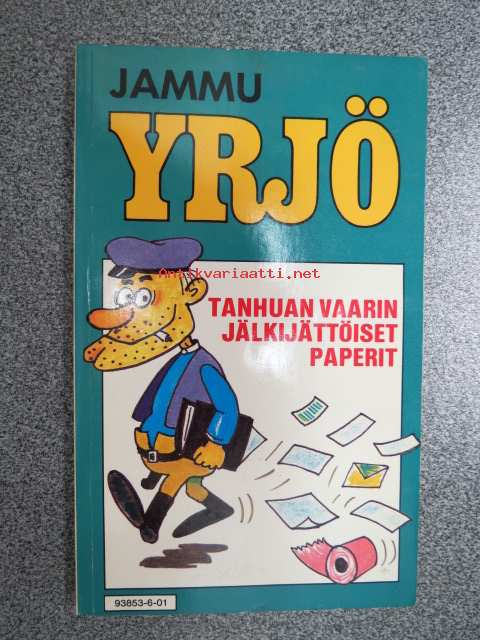 JAMMU
YRJÖ
Antikvariaatti.net
TANHUAN VAARIN
JÄLKIJÄTTÖISET
PAPERIT
93853-6-01